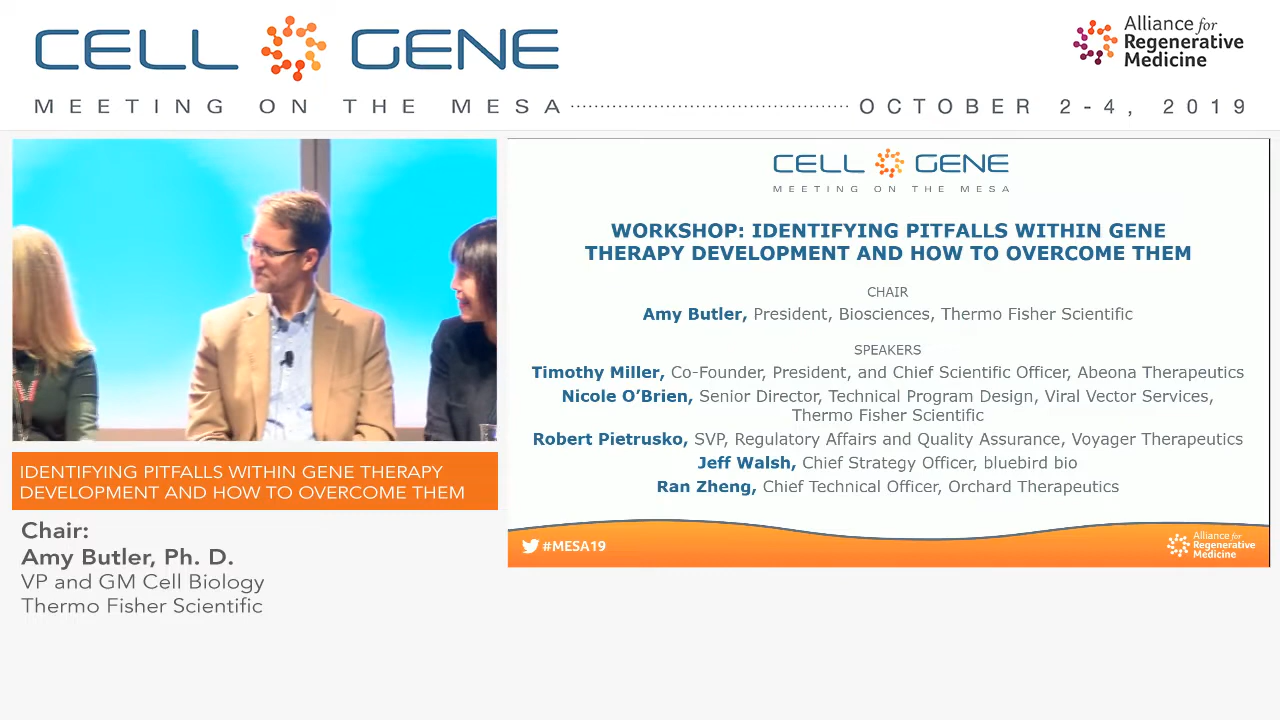 CELL GENE
MEETING ON THE MESA
OCTOBER 2-4, 2019
Alliance for
Regenerative
Medicine
CELL GENE
MEETING ON THE MESA
WORKSHOP: IDENTIFYING PITFALLS WITHIN GENE
THERAPY DEVELOPMENT AND HOW TO OVERCOME THEM
CHAIR
Amy Butler, President, Biosciences, Thermo Fisher Scientific
SPEAKERS
Timothy Miller, Co-Founder, President, and Chief Scientific Officer, Abeona Therapeutics
Nicole O'Brien, Senior Director, Technical Program Design, Viral Vector Services,
Thermo Fisher Scientific
Robert Pietrusko, SVP, Regulatory Affairs and Quality Assurance, Voyager Therapeutics
Jeff Walsh, Chief Strategy Officer, bluebird bio
Ran Zheng, Chief Technical Officer, Orchard Therapeutics
#MESA19
Alliance for
Regenerative
Medicine
IDENTIFYING PITFALLS WITHIN GENE THERAPY
DEVELOPMENT AND HOW TO OVERCOME THEM
Chair:
Amy Butler, Ph. D.
VP and GM Cell Biology
Thermo Fisher Scientific